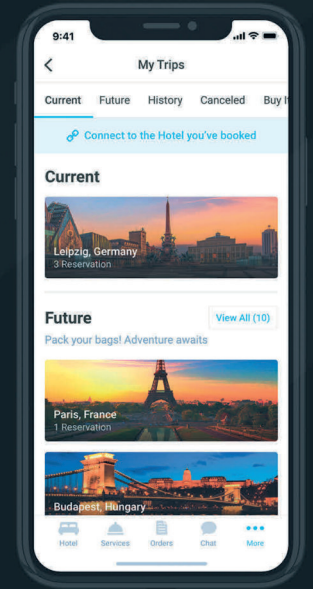 9:41
My Trips
Current Future History Canceled Buy
Connect to the Hotel you've booked
Current
Leipzig, Germany
3 Reservation
Future
View All (10)
Pack your bags! Adventure awaits
Paris, France
1 Reservation
Budapest, Hungary
Hotel Services Orders Chat More